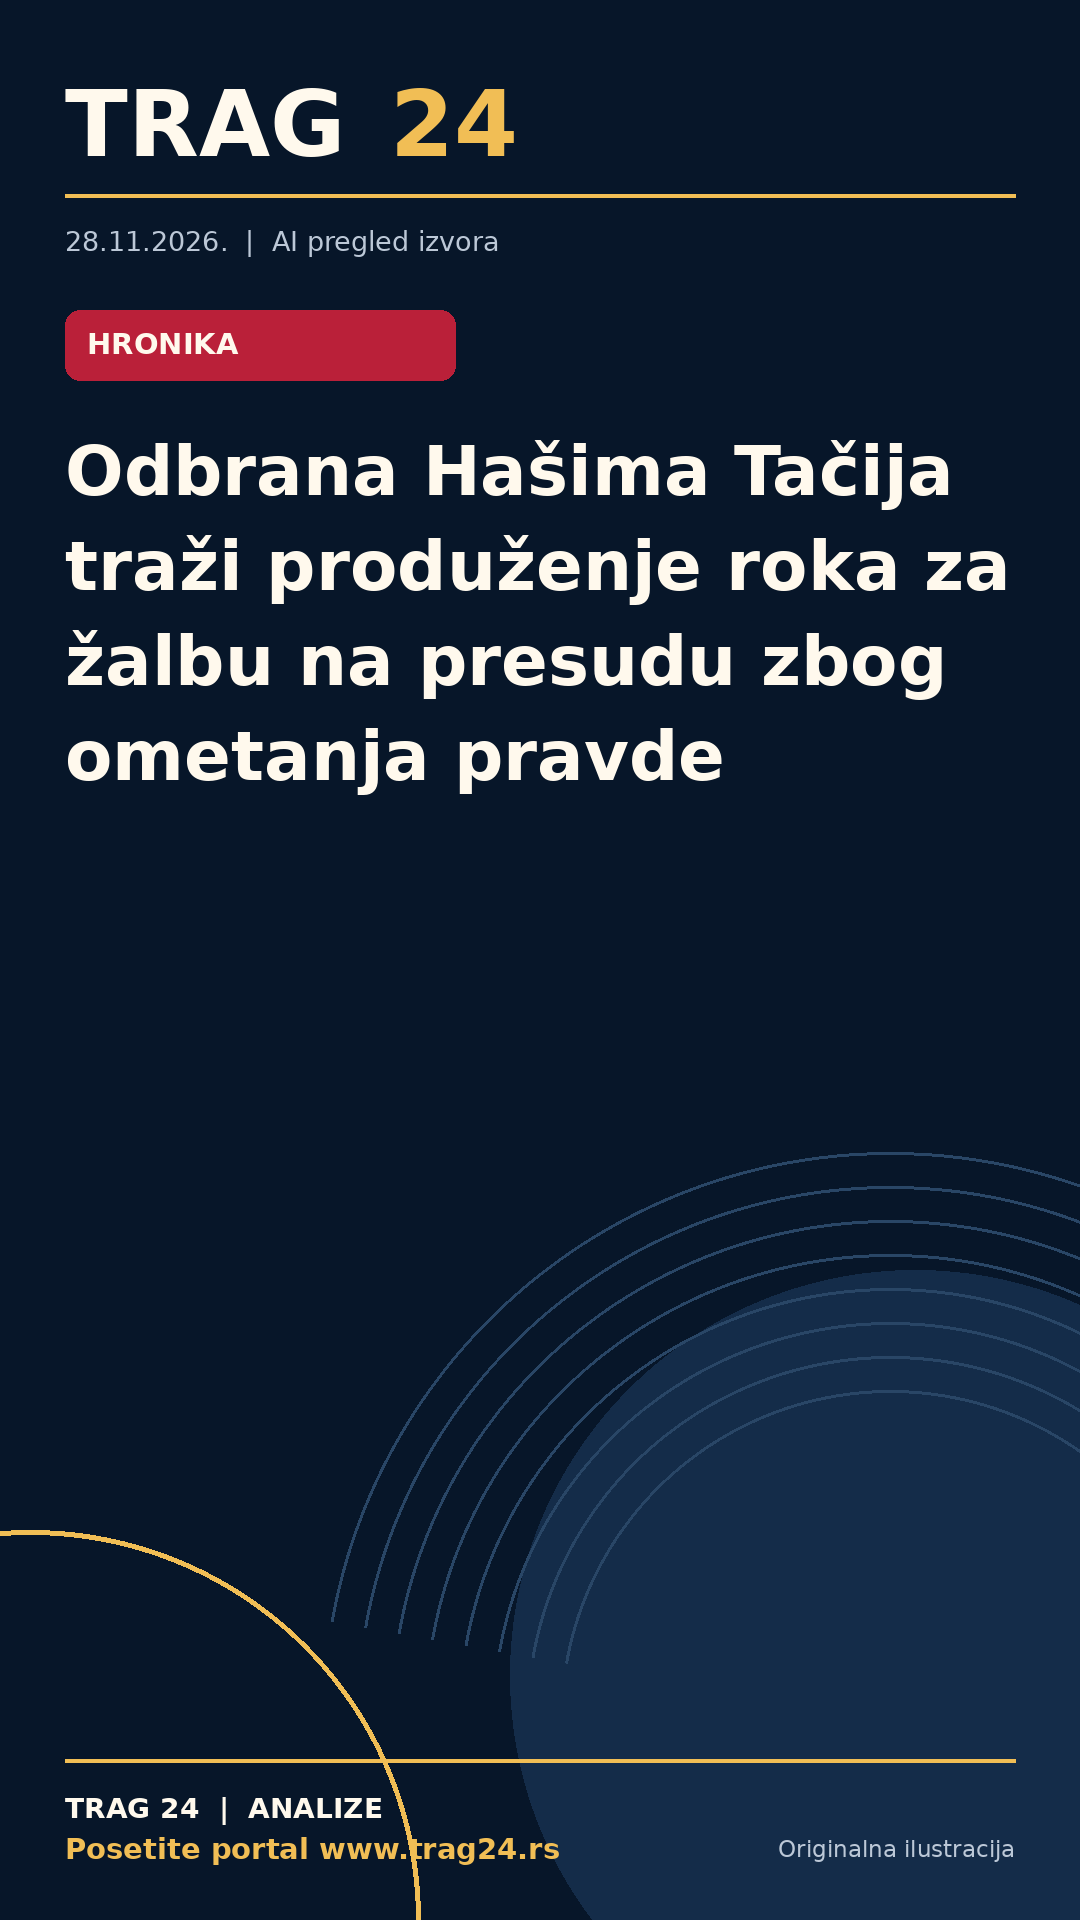 TRAG 24
28.11.2026. | AI pregled izvora
HRONIKA
Odbrana Hašima Tačija
traži produženje roka za
žalbu na presudu zbog
ometanja pravde
TRAG 24 | ANALIZE
Posetite portal www.trag24.rs
Originalna ilustracija